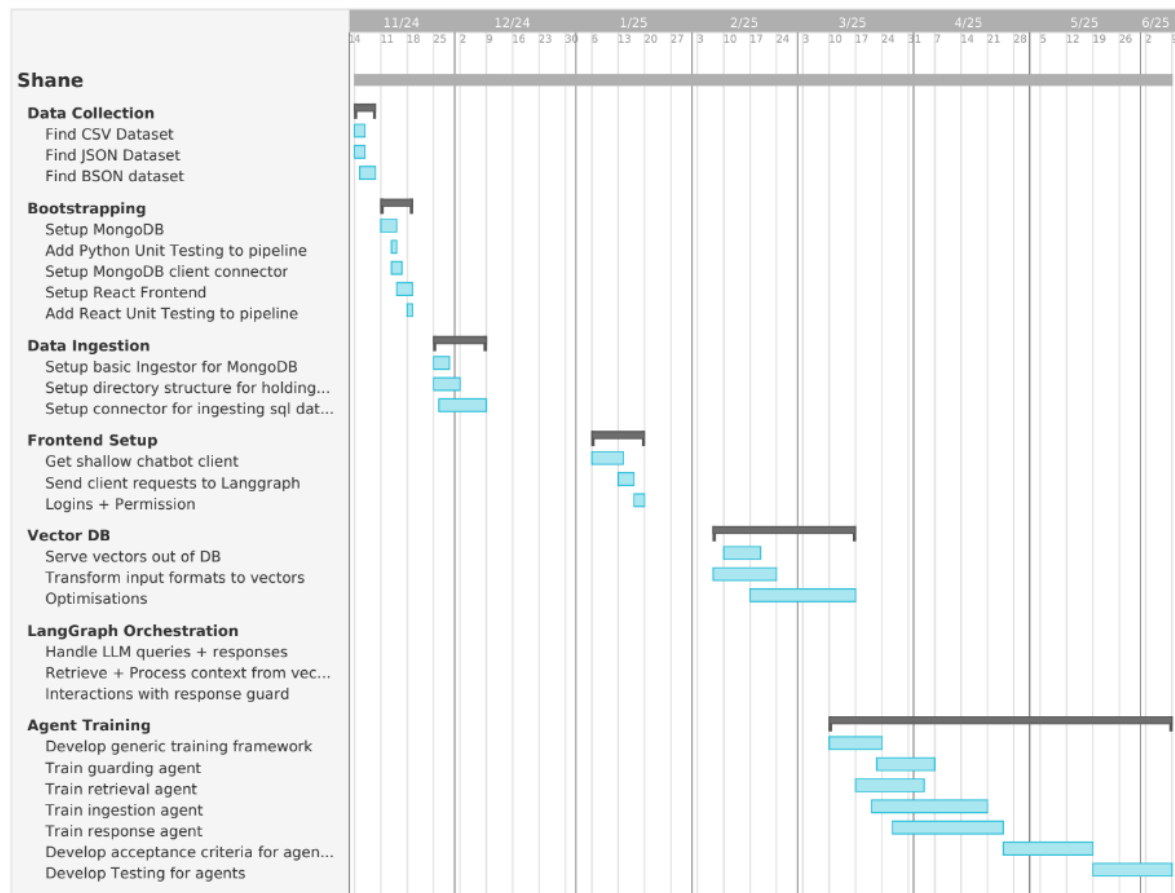 11/24 12/24 1/25 2/25 3/25 4/25 5/25 6/25
14 11 18 25 2 9 16 23 30 6 13 20 27 3 10 17 24 3 10 17 24 31 7 14 21 28 5 12 19 26 2 9
Shane
Data Collection
Find CSV Dataset
Find JSON Dataset
Find BSON dataset
Bootstrapping
Setup MongoDB
Add Python Unit Testing to pipeline
Setup MongoDB client connector
Setup React Frontend
Add React Unit Testing to pipeline
Data Ingestion
Setup basic Ingestor for MongoDB
Setup directory structure for holding...
Setup connector for ingesting sql dat...
Frontend Setup
Get shallow chatbot client
Send client requests to Langgraph
Logins + Permission
Vector DB
Serve vectors out of DB
Transform input formats to vectors
Optimisations
LangGraph Orchestration
Handle LLM queries + responses
Retrieve + Process context from vec...
Interactions with response guard
Agent Training
Develop generic training framework
Train guarding agent
Train retrieval agent
Train ingestion agent
Train response agent
Develop acceptance criteria for agen...
Develop Testing for agents